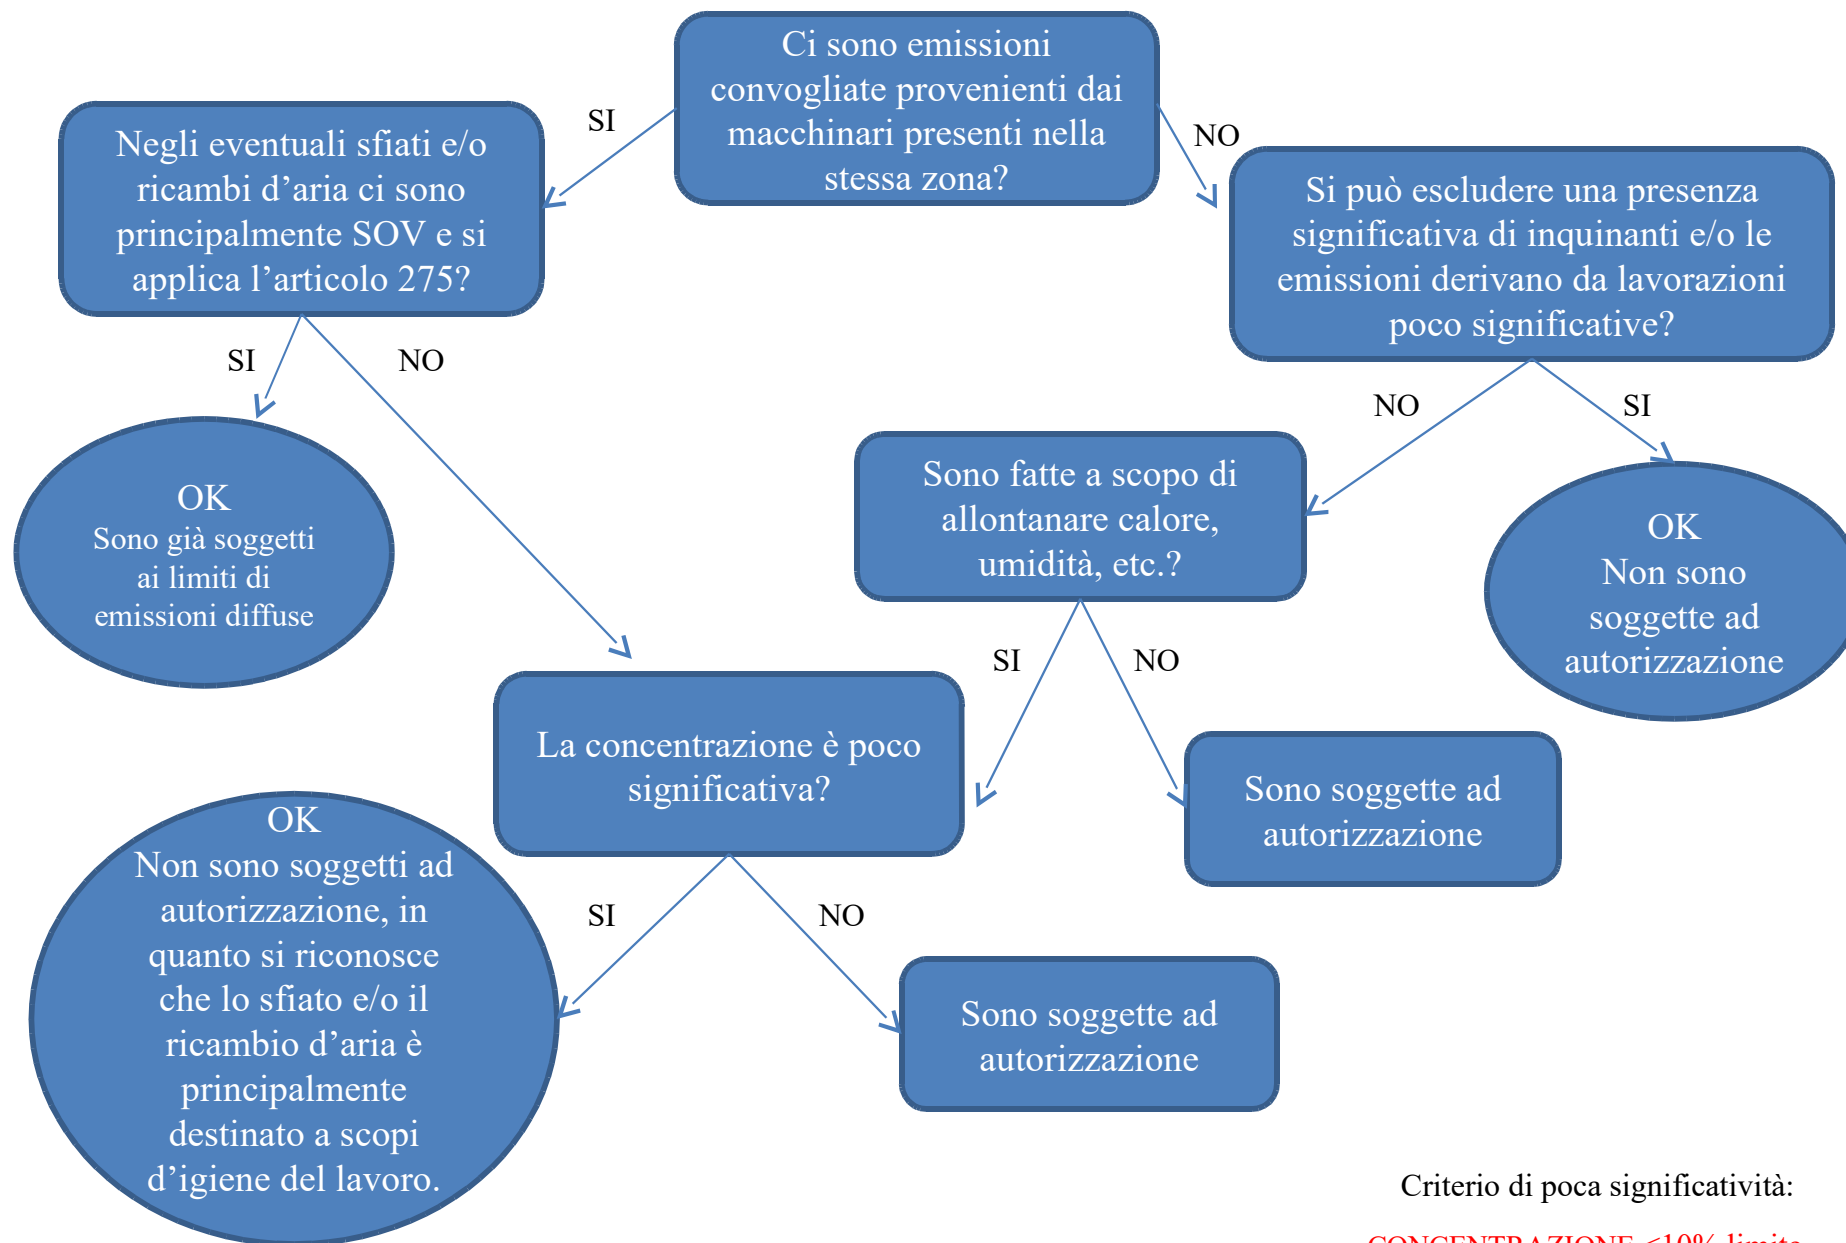 Ci sono emissioni
convogliate provenienti dai
macchinari presenti nella
stessa zona?
SI
NO
Negli eventuali sfiati e/o
ricambi d’aria ci sono
principalmente SOV e si
applica l’articolo 275?
Si può escludere una presenza
significativa di inquinanti e/o le
emissioni derivano da lavorazioni
poco significative?
SI
NO
NO
SI
OK
Sono già soggetti
ai limiti di
emissioni diffuse
Sono fatte a scopo di
allontanare calore,
umidità, etc.?
OK
Non sono
soggette ad
autorizzazione
SI
NO
La concentrazione è poco
significativa?
Sono soggette ad
autorizzazione
OK
Non sono soggetti ad
autorizzazione, in
quanto si riconosce
che lo sfiato e/o il
ricambio d’aria è
principalmente
destinato a scopi
d’igiene del lavoro.
SI
NO
Sono soggette ad
autorizzazione
Criterio di poca significatività:
CONCENTRAZIONE <10% limite